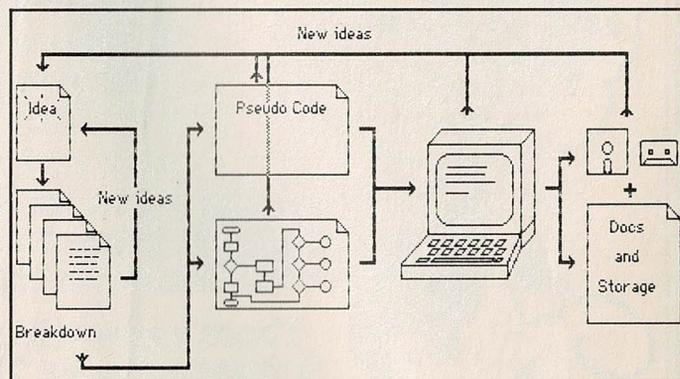 New ideas
Idea
Pseudo Code
New ideas
Breakdown
Docs
and
Storage